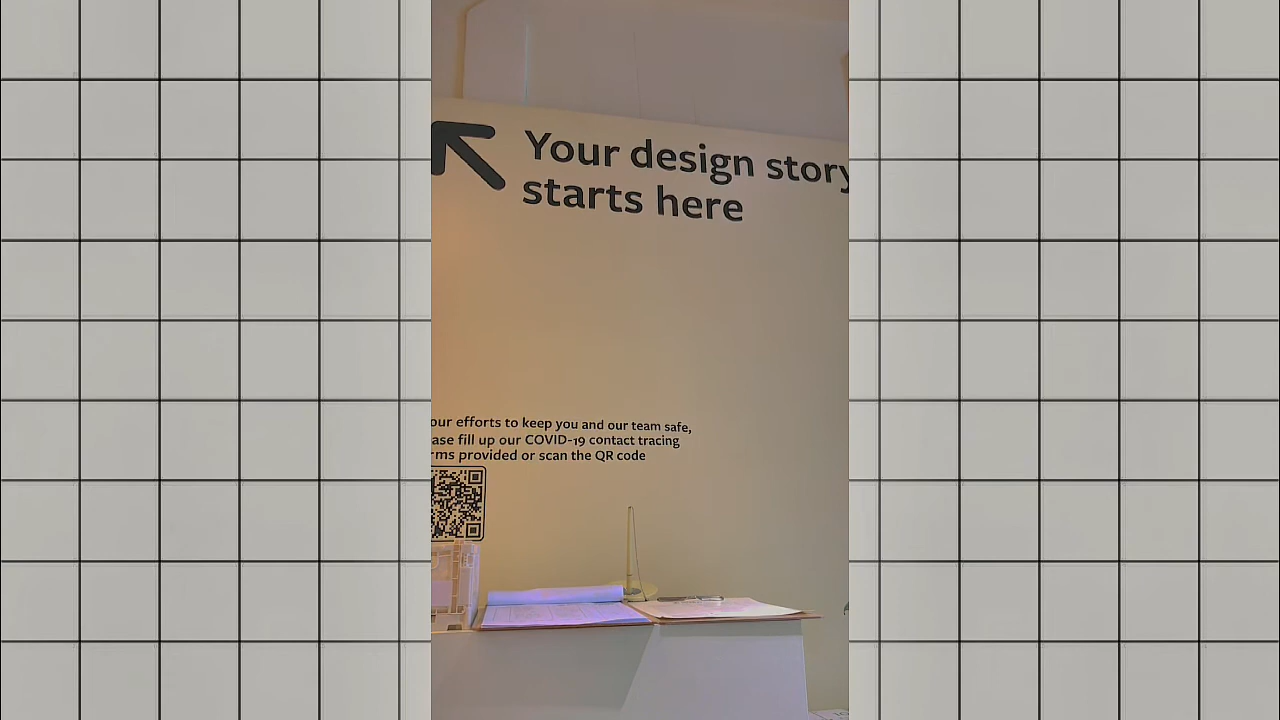 Your design story
starts here
our efforts to keep you and our team safe,
ase fill up our COVID-19 contact tracing
rms provided or scan the QR code